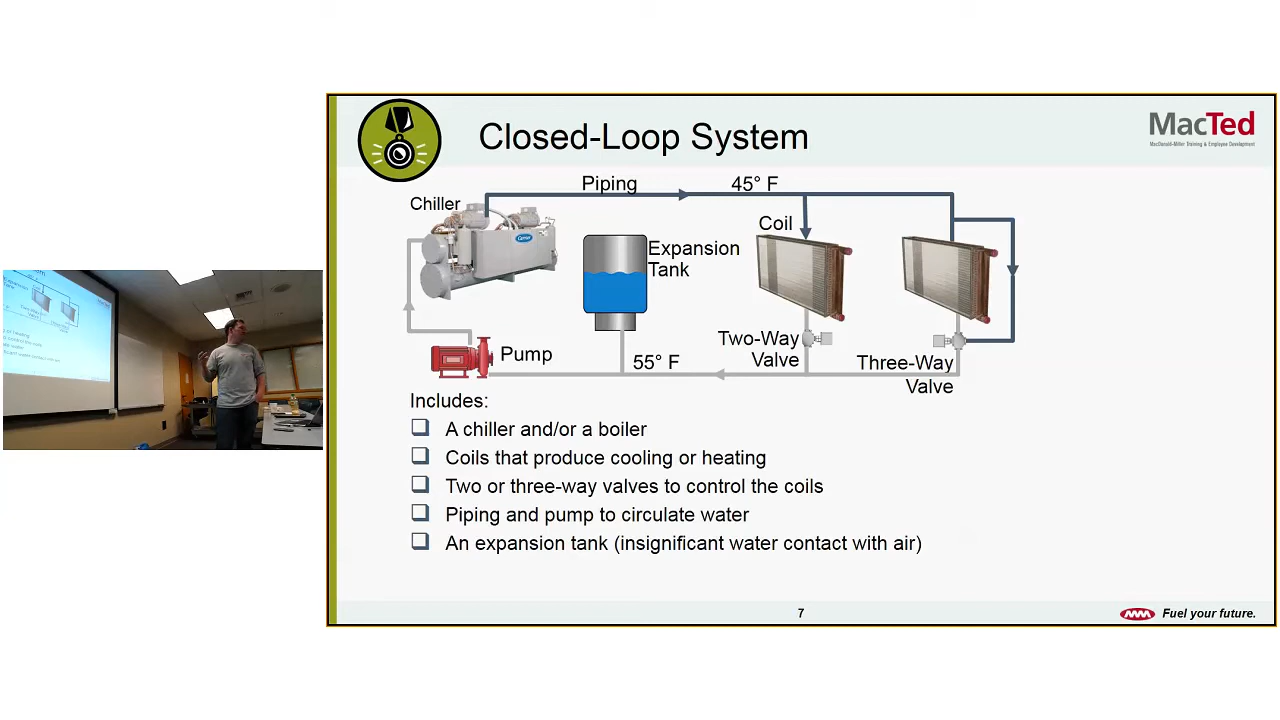 Closed-Loop System
MacTed
MacDonald-Miller Training & Employee Development
Piping
45° F
Chiller
Carrier
Coil
Expansion
Tank
Two-Way
Valve
Three-Way
Valve
Pump
55° F
Includes:
A chiller and/or a boiler
Coils that produce cooling or heating
Two or three-way valves to control the coils
Piping and pump to circulate water
An expansion tank (insignificant water contact with air)
7
Fuel your future.